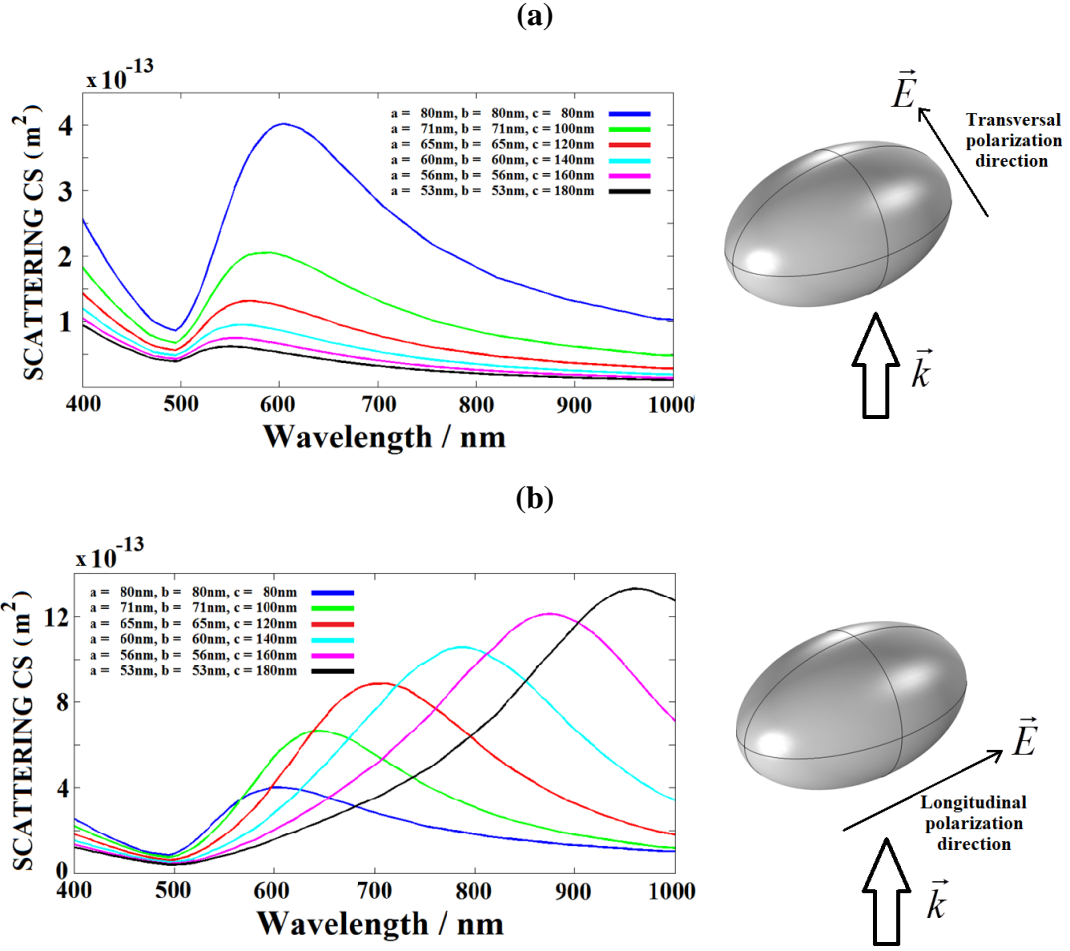 (a)
x 10⁻¹³
SCATTERING CS (m²)
4
3
2
1
a = 80nm, b = 80nm, c = 80nm
a = 71nm, b = 71nm, c = 100nm
a = 65nm, b = 65nm, c = 120nm
a = 60nm, b = 60nm, c = 140nm
a = 56nm, b = 56nm, c = 160nm
a = 53nm, b = 53nm, c = 180nm
400 500 600 700 800 900 1000
Wavelength / nm
E⃗
Transversal
polarization
direction
k⃗
(b)
x 10⁻¹³
SCATTERING CS (m²)
12
8
4
0
a = 80nm, b = 80nm, c = 80nm
a = 71nm, b = 71nm, c = 100nm
a = 65nm, b = 65nm, c = 120nm
a = 60nm, b = 60nm, c = 140nm
a = 56nm, b = 56nm, c = 160nm
a = 53nm, b = 53nm, c = 180nm
400 500 600 700 800 900 1000
Wavelength / nm
E⃗
Longitudinal
polarization
direction
k⃗